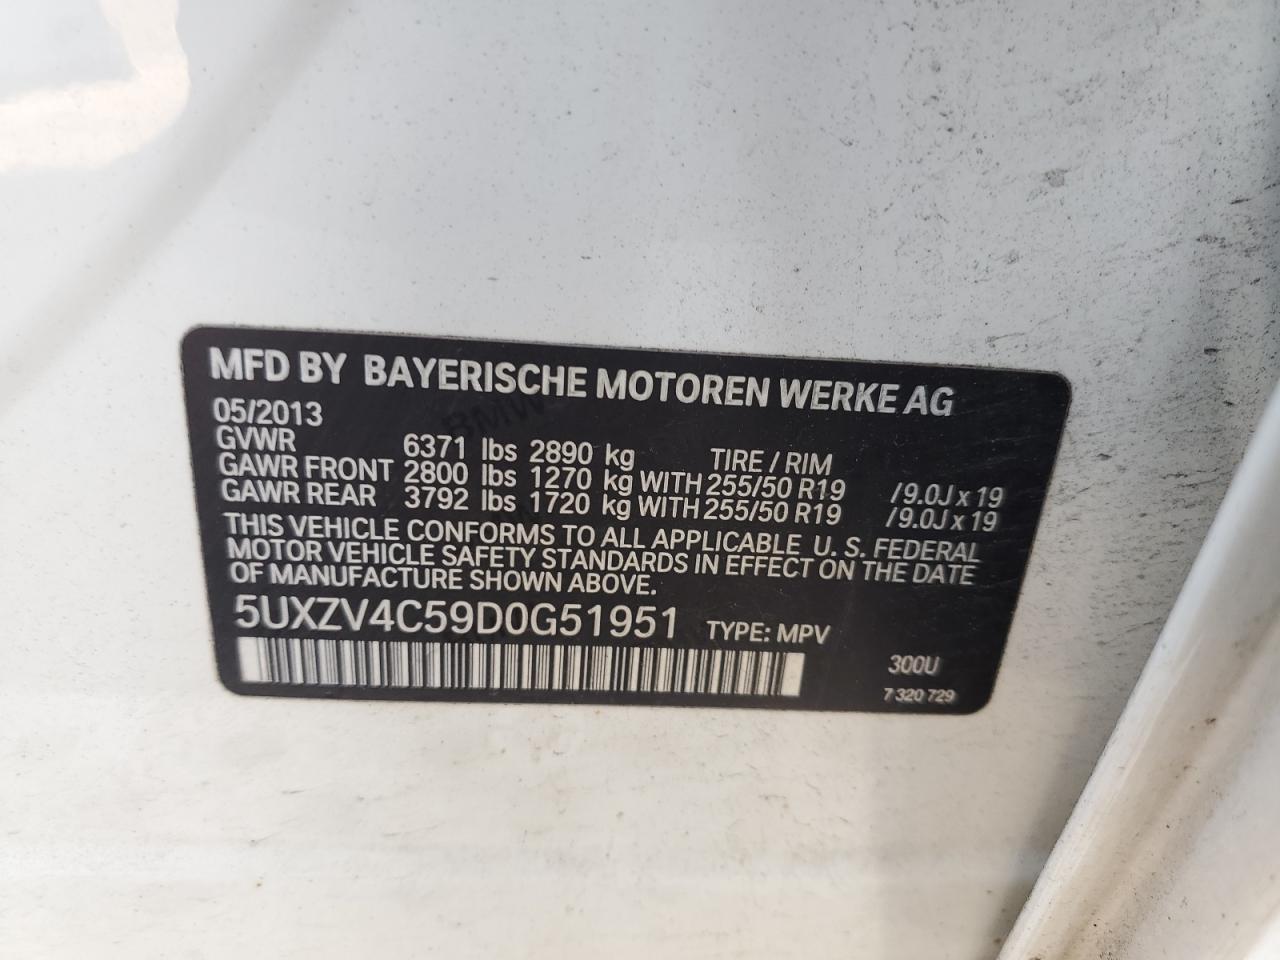 MFD BY BAYERISCHE MOTOREN WERKE AG
05/2013
GVWR 6371 lbs 2890 kg TIRE / RIM
GAWR FRONT 2800 lbs 1270 kg WITH 255/50 R19 /9.0J x 19
GAWR REAR 3792 lbs 1720 kg WITH 255/50 R19 /9.0J x 19
THIS VEHICLE CONFORMS TO ALL APPLICABLE U. S. FEDERAL
MOTOR VEHICLE SAFETY STANDARDS IN EFFECT ON THE DATE
OF MANUFACTURE SHOWN ABOVE.
5UXZV4C59D0G51951 TYPE: MPV
300U
7 320 729
BMW